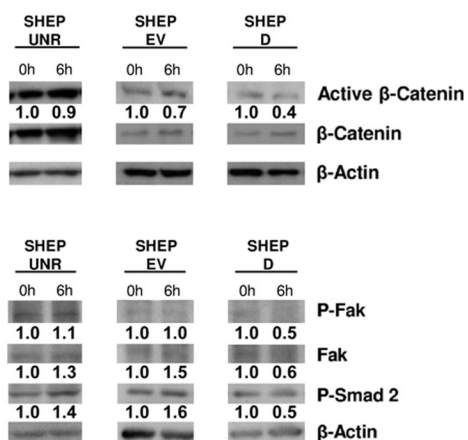 SHEP SHEP SHEP
UNR EV D
0h 6h 0h 6h 0h 6h
Active β-Catenin
1.0 0.9 1.0 0.7 1.0 0.4
β-Catenin
β-Actin
SHEP SHEP SHEP
UNR EV D
0h 6h 0h 6h 0h 6h
P-Fak
1.0 1.1 1.0 1.0 1.0 0.5
Fak
1.0 1.3 1.0 1.5 1.0 0.6
P-Smad 2
1.0 1.4 1.0 1.6 1.0 0.5
β-Actin